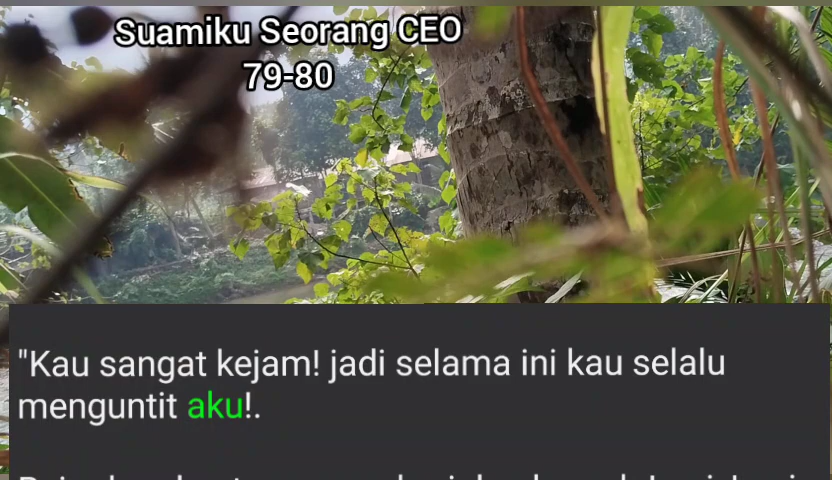 Suamiku Seorang CEO
79-80
"Kau sangat kejam! jadi selama ini kau selalu
menguntit aku!.